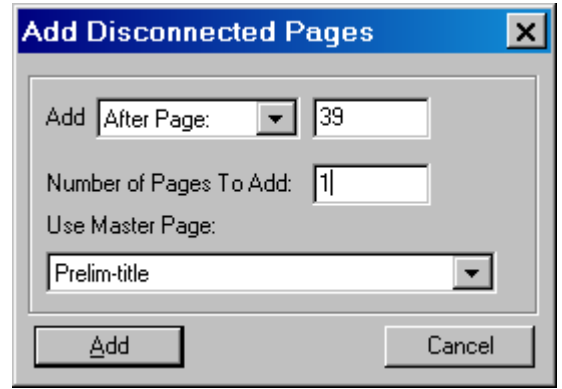 Add Disconnected Pages
Add After Page: 39
Number of Pages To Add: 1
Use Master Page:
Prelim-title
Add Cancel